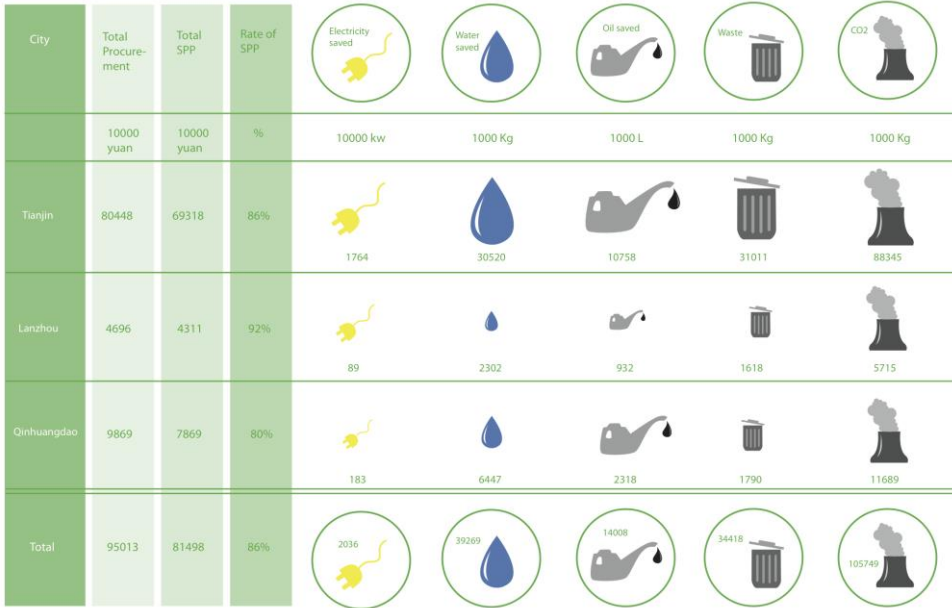 City
Total
Procure-
ment
Total
SPP
Rate of
SPP
Electricity
saved
Water
saved
Oil saved
Waste
CO2
10000
yuan
10000
yuan
%
10000 kw
1000 Kg
1000 L
1000 Kg
1000 Kg
Tianjin
80448
69318
86%
1764
30520
10758
31011
88345
Lanzhou
4696
4311
92%
89
2302
932
1618
5715
Qinhuangdao
9869
7869
80%
183
6447
2318
1790
11689
Total
95013
81498
86%
2036
39269
14008
34418
105749